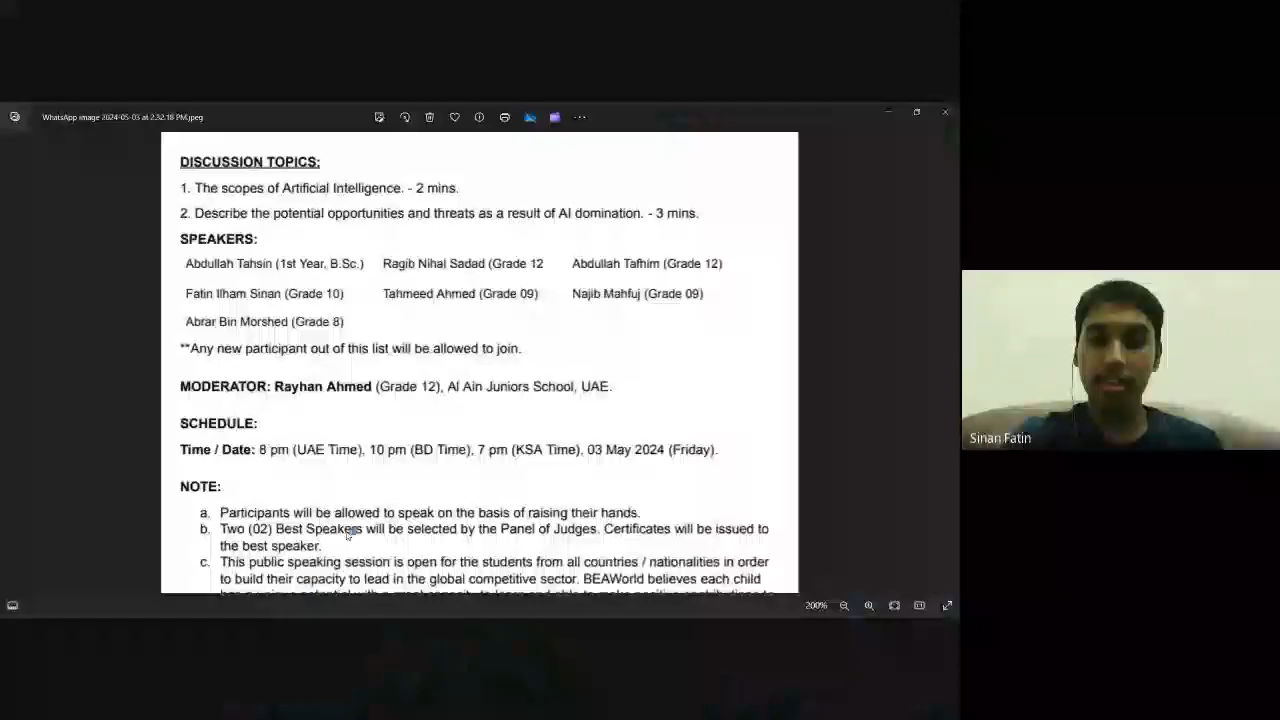 WhatsApp Image 2024-05-03 at 2.32.18 PM.jpeg
DISCUSSION TOPICS:
1. The scopes of Artificial Intelligence. - 2 mins.
2. Describe the potential opportunities and threats as a result of AI domination. - 3 mins.
SPEAKERS:
Abdullah Tahsin (1st Year, B.Sc.) Ragib Nihal Sadad (Grade 12 Abdullah Tafhim (Grade 12)
Fatin Ilham Sinan (Grade 10) Tahmeed Ahmed (Grade 09) Najib Mahfuj (Grade 09)
Abrar Bin Morshed (Grade 8)
**Any new participant out of this list will be allowed to join.
MODERATOR: Rayhan Ahmed (Grade 12), Al Ain Juniors School, UAE.
SCHEDULE:
Time / Date: 8 pm (UAE Time), 10 pm (BD Time), 7 pm (KSA Time), 03 May 2024 (Friday).
NOTE:
a. Participants will be allowed to speak on the basis of raising their hands.
b. Two (02) Best Speakers will be selected by the Panel of Judges. Certificates will be issued to
the best speaker.
c. This public speaking session is open for the students from all countries / nationalities in order
to build their capacity to lead in the global competitive sector. BEAWorld believes each child
200%
Sinan Fatin